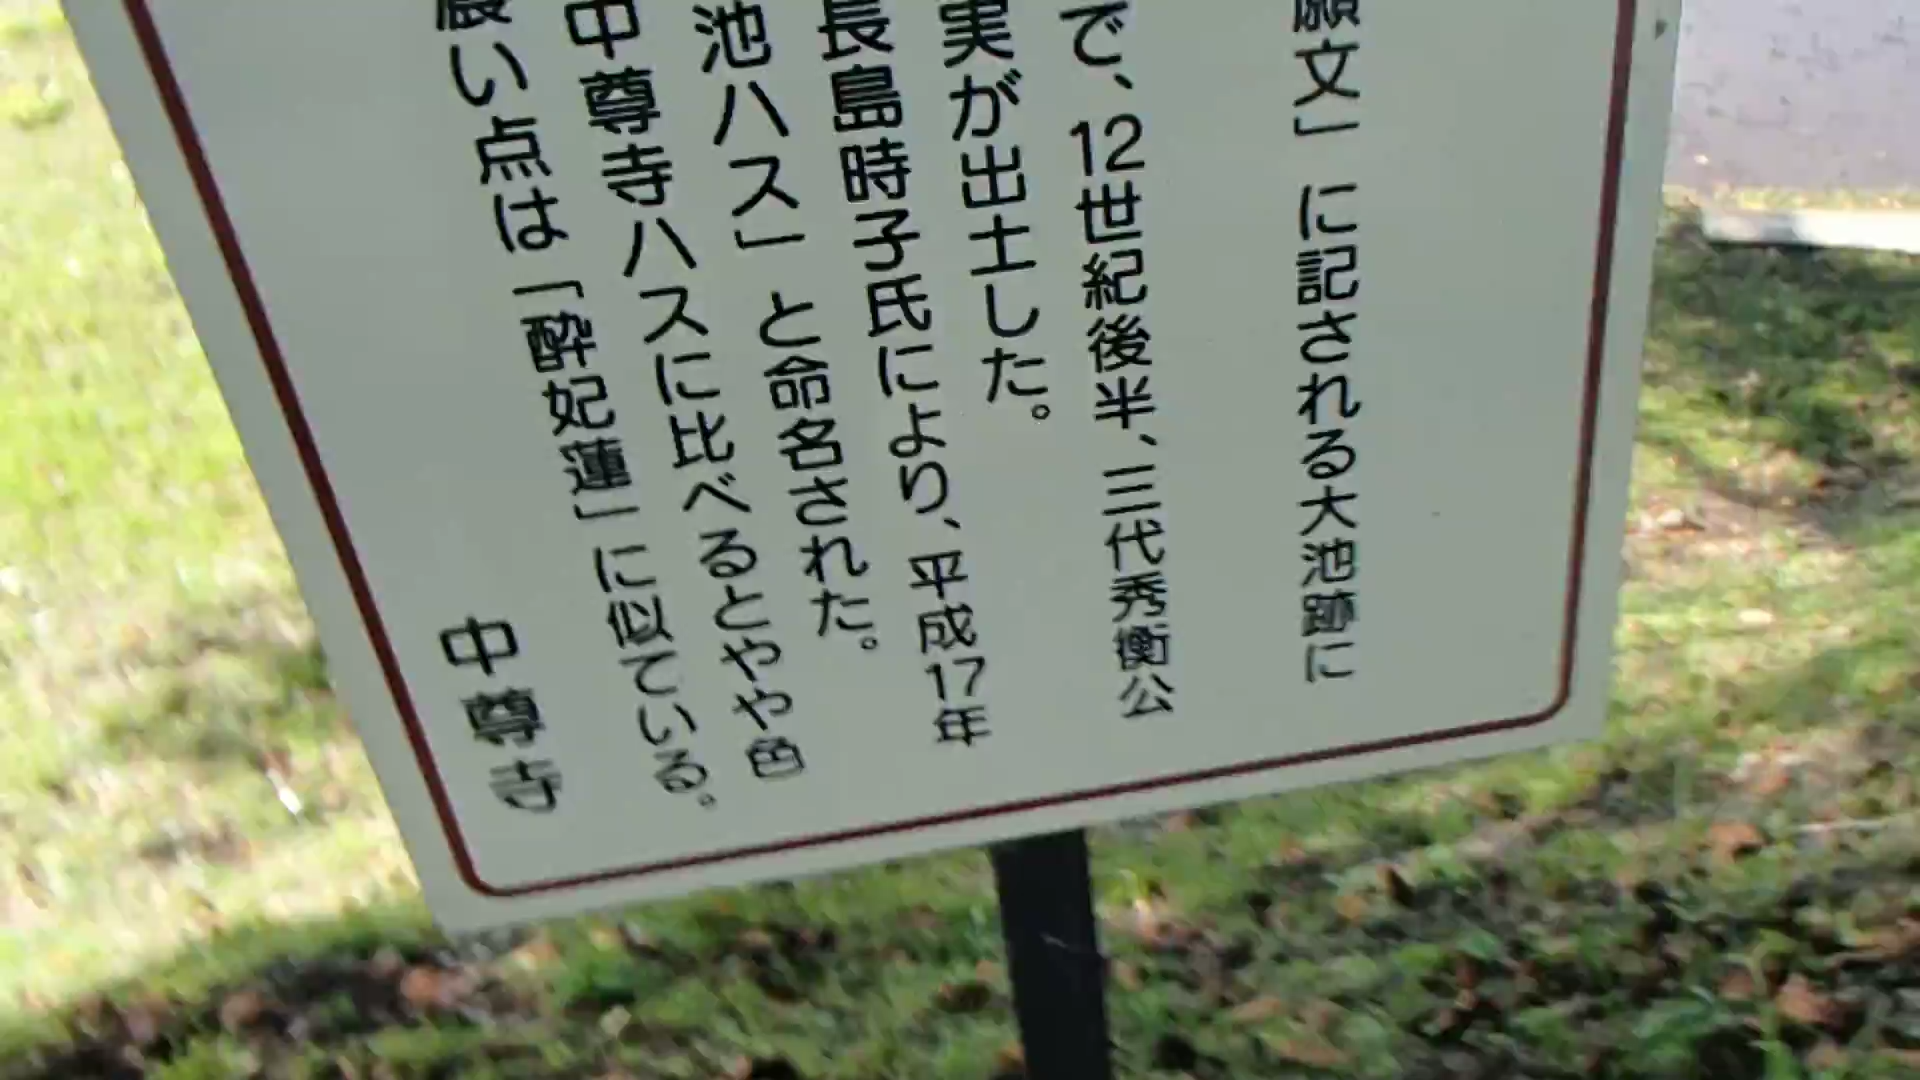 願文」に記される大池跡に
で、12世紀後半、三代秀衡公
実が出土した。
長島時子氏により、平成17年
池ハス」と命名された。
中尊寺ハスに比べるとやや色
濃い点は「酔妃蓮」に似ている。
中尊寺